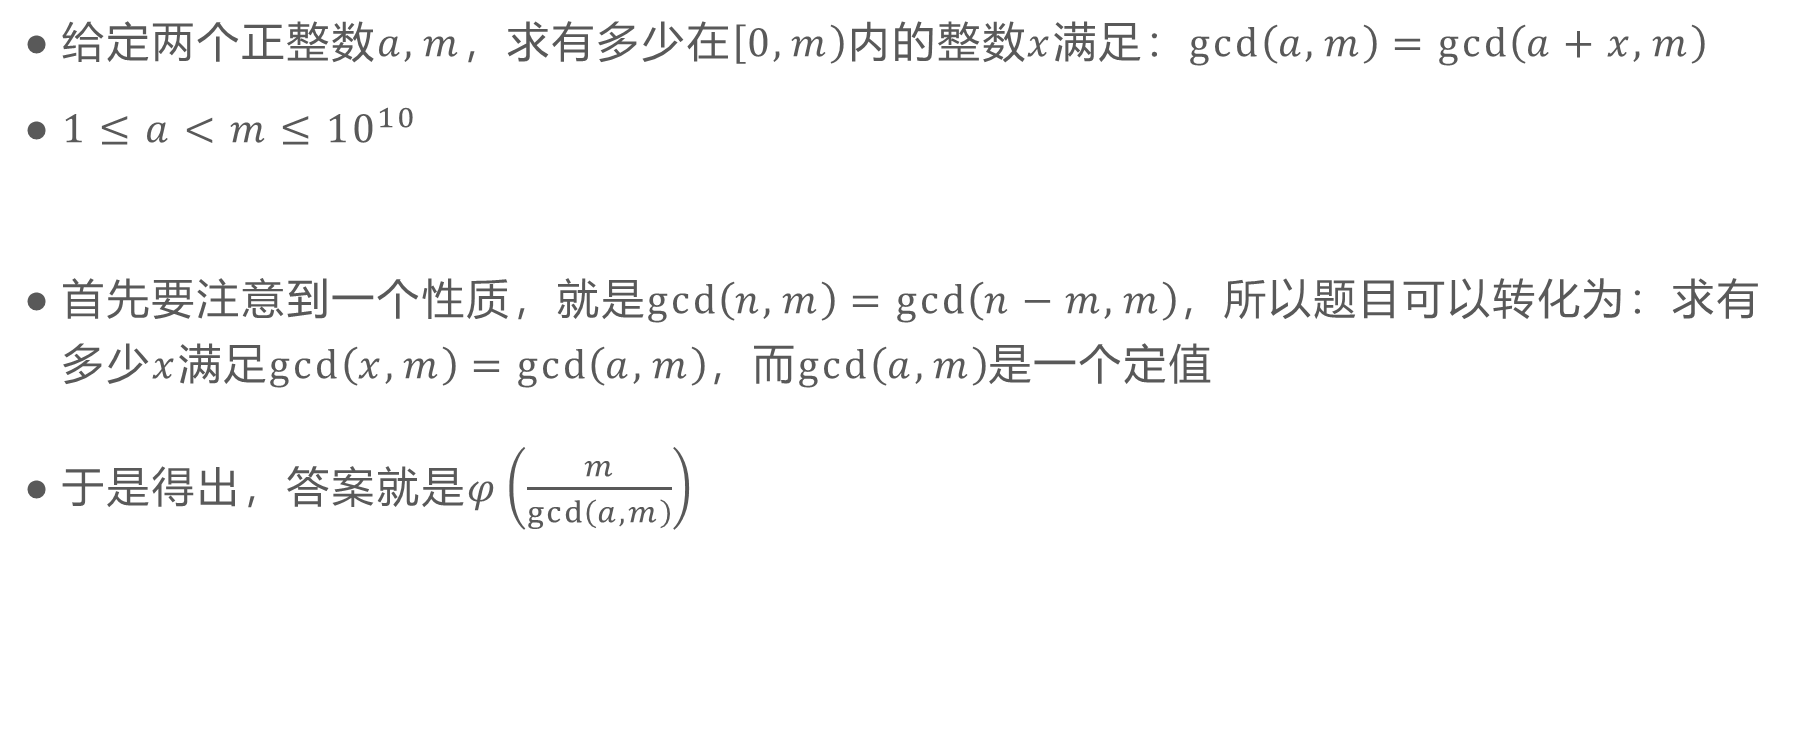 ● 给定两个正整数a, m，求有多少在[0, m)内的整数x满足：gcd(a, m) = gcd(a + x, m)
● 1 ≤ a < m ≤ 10¹⁰
● 首先要注意到一个性质，就是gcd(n, m) = gcd(n − m, m)，所以题目可以转化为：求有
多少x满足gcd(x, m) = gcd(a, m)，而gcd(a, m)是一个定值
● 于是得出，答案就是φ(m/gcd(a,m))